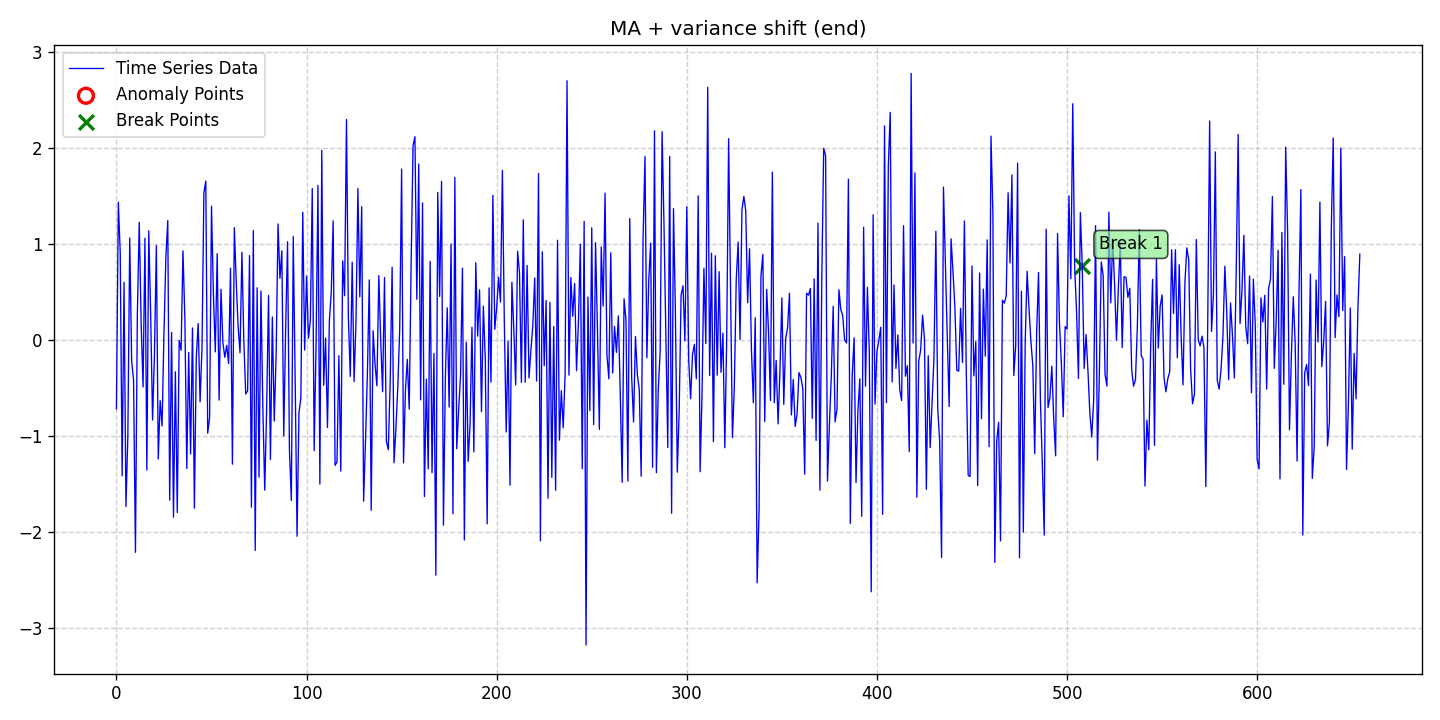 MA + variance shift (end)
Time Series Data
Anomaly Points
Break Points
Break 1
3
2
1
0
−1
−2
−3
0
100
200
300
400
500
600